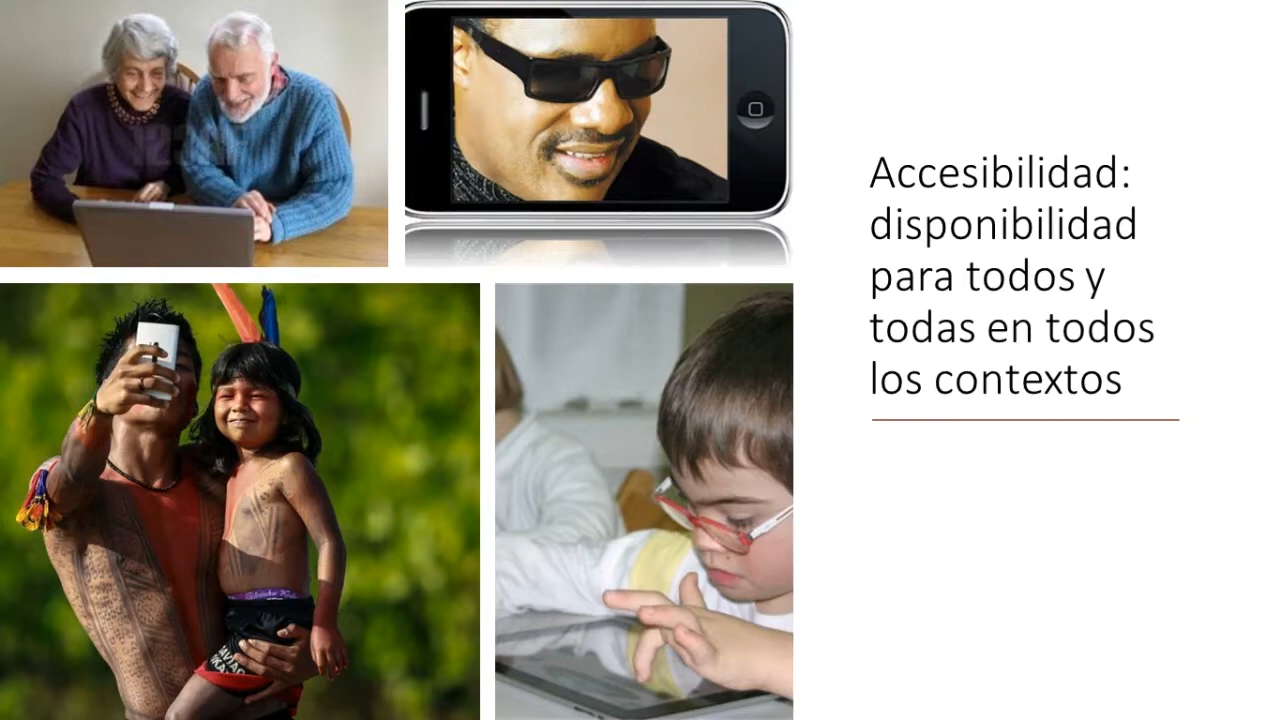 Accesibilidad:
disponibilidad
para todos y
todas en todos
los contextos